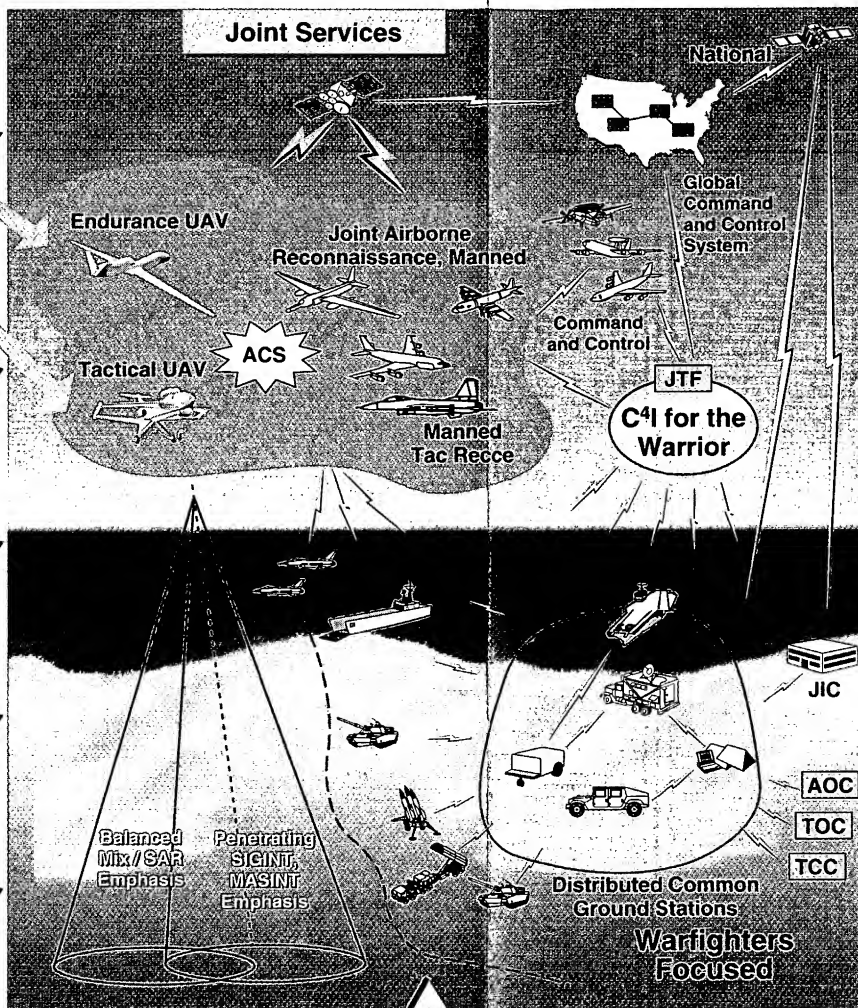 Joint Services
National
Global
Command
and Control
System
Endurance UAV
Joint Airborne
Reconnaissance, Manned
Command
and Control
ACS
Tactical UAV
Manned
Tac Recce
JTF
C⁴I for the
Warrior
JIC
AOC
TOC
TCC
Balanced
Mix / SAR
Emphasis
Penetrating
SIGINT,
MASINT
Emphasis
Distributed Common
Ground Stations
Warfighters
Focused